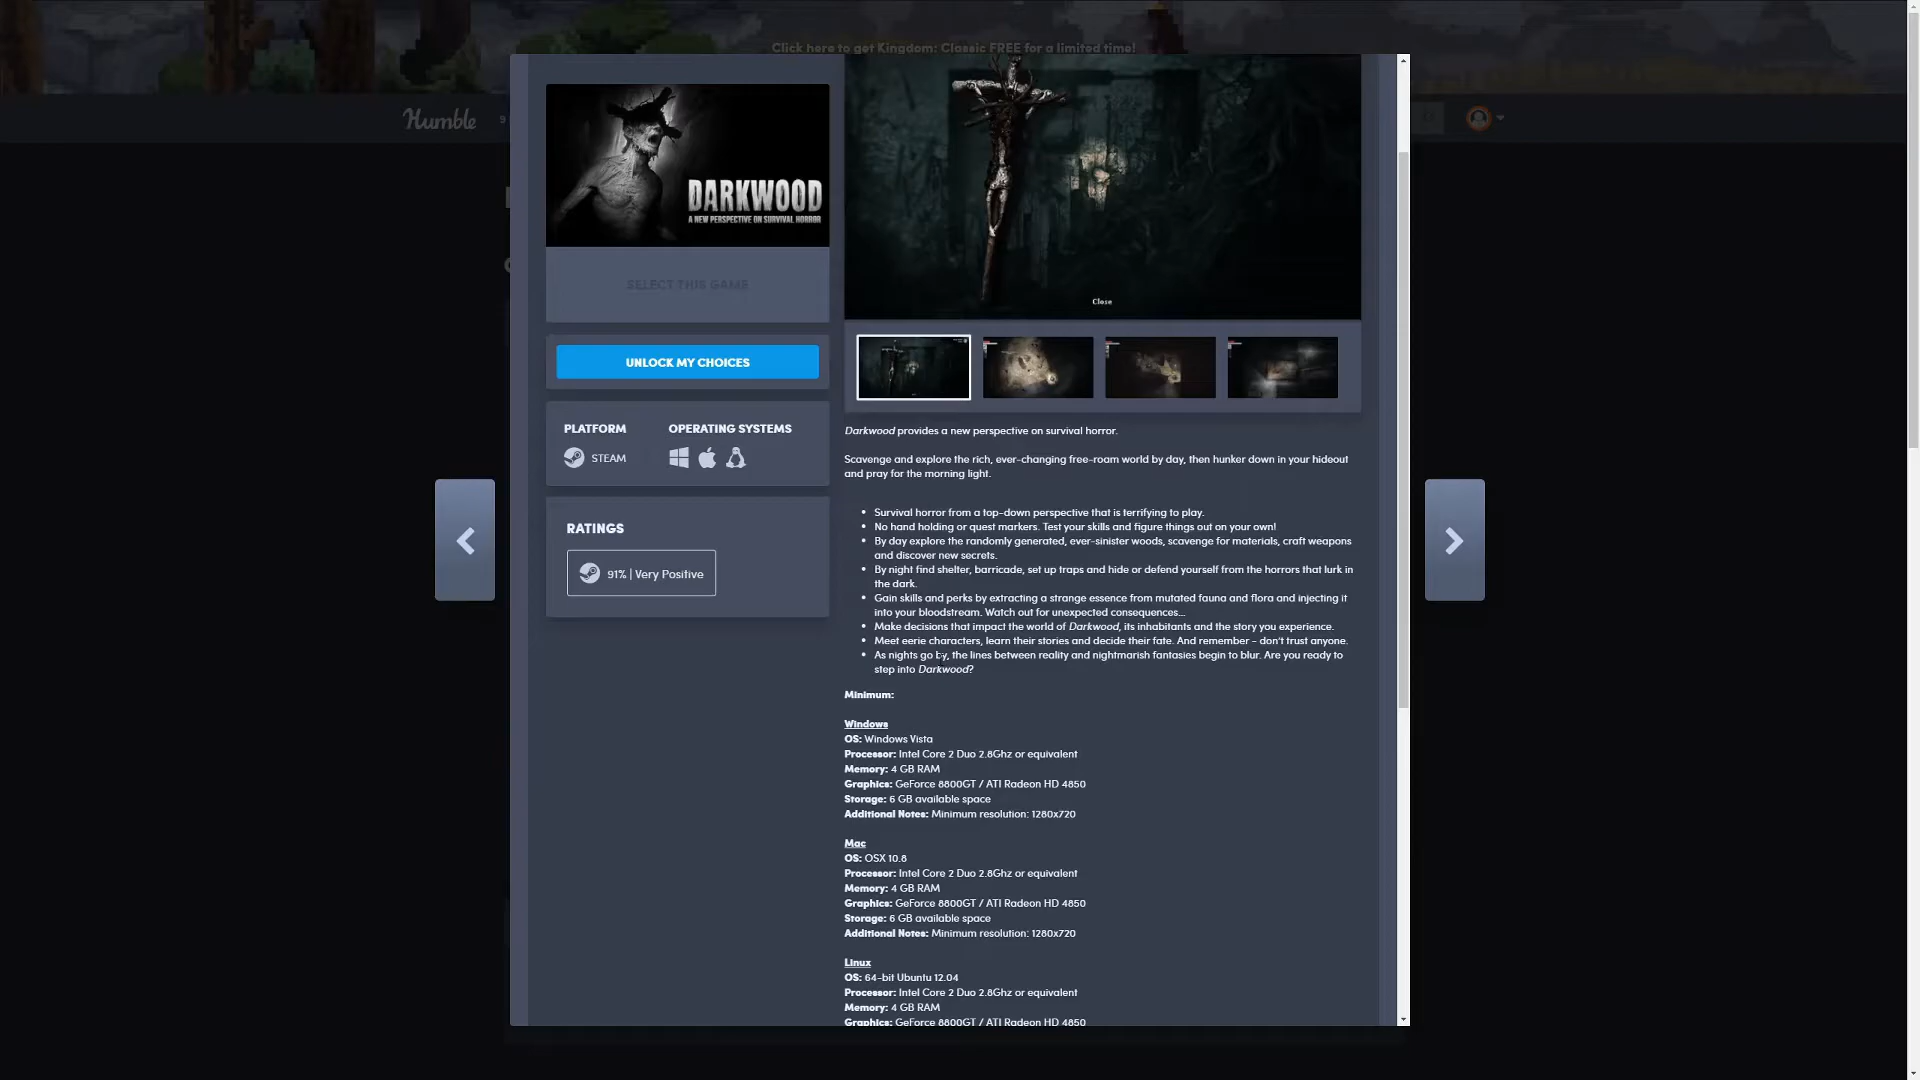 Click here to get Kingdom: Classic FREE for a limited time!
Humble
DARKWOOD
A NEW PERSPECTIVE ON SURVIVAL HORROR
SELECT THIS GAME
UNLOCK MY CHOICES
PLATFORM
STEAM
OPERATING SYSTEMS
RATINGS
91% | Very Positive
Close
Darkwood provides a new perspective on survival horror.
Scavenge and explore the rich, ever-changing free-roam world by day, then hunker down in your hideout
and pray for the morning light.
• Survival horror from a top-down perspective that is terrifying to play.
• No hand holding or quest markers. Test your skills and figure things out on your own!
• By day explore the randomly generated, ever-sinister woods, scavenge for materials, craft weapons
and discover new secrets.
• By night find shelter, barricade, set up traps and hide or defend yourself from the horrors that lurk in
the dark.
• Gain skills and perks by extracting a strange essence from mutated fauna and flora and injecting it
into your bloodstream. Watch out for unexpected consequences...
• Make decisions that impact the world of Darkwood, its inhabitants and the story you experience.
• Meet eerie characters, learn their stories and decide their fate. And remember - don't trust anyone.
• As nights go by, the lines between reality and nightmarish fantasies begin to blur. Are you ready to
step into Darkwood?
Minimum:
Windows
OS: Windows Vista
Processor: Intel Core 2 Duo 2.8Ghz or equivalent
Memory: 4 GB RAM
Graphics: GeForce 8800GT / ATI Radeon HD 4850
Storage: 6 GB available space
Additional Notes: Minimum resolution: 1280x720
Mac
OS: OSX 10.8
Processor: Intel Core 2 Duo 2.8Ghz or equivalent
Memory: 4 GB RAM
Graphics: GeForce 8800GT / ATI Radeon HD 4850
Storage: 6 GB available space
Additional Notes: Minimum resolution: 1280x720
Linux
OS: 64-bit Ubuntu 12.04
Processor: Intel Core 2 Duo 2.8Ghz or equivalent
Memory: 4 GB RAM
Graphics: GeForce 8800GT / ATI Radeon HD 4850